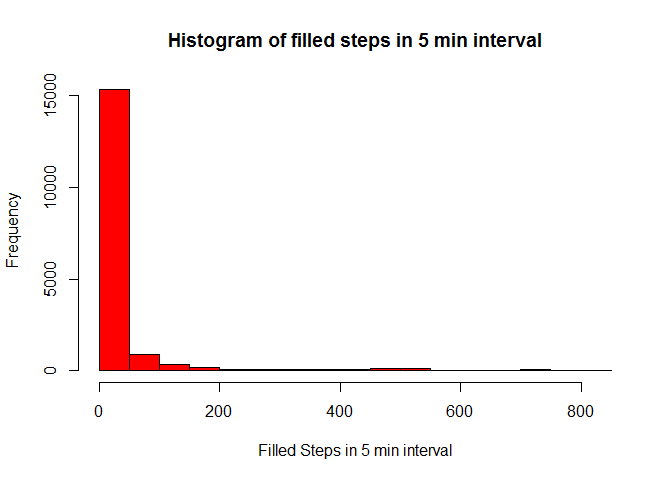 Histogram of filled steps in 5 min interval
Frequency
15000
10000
5000
0
0 200 400 600 800
Filled Steps in 5 min interval